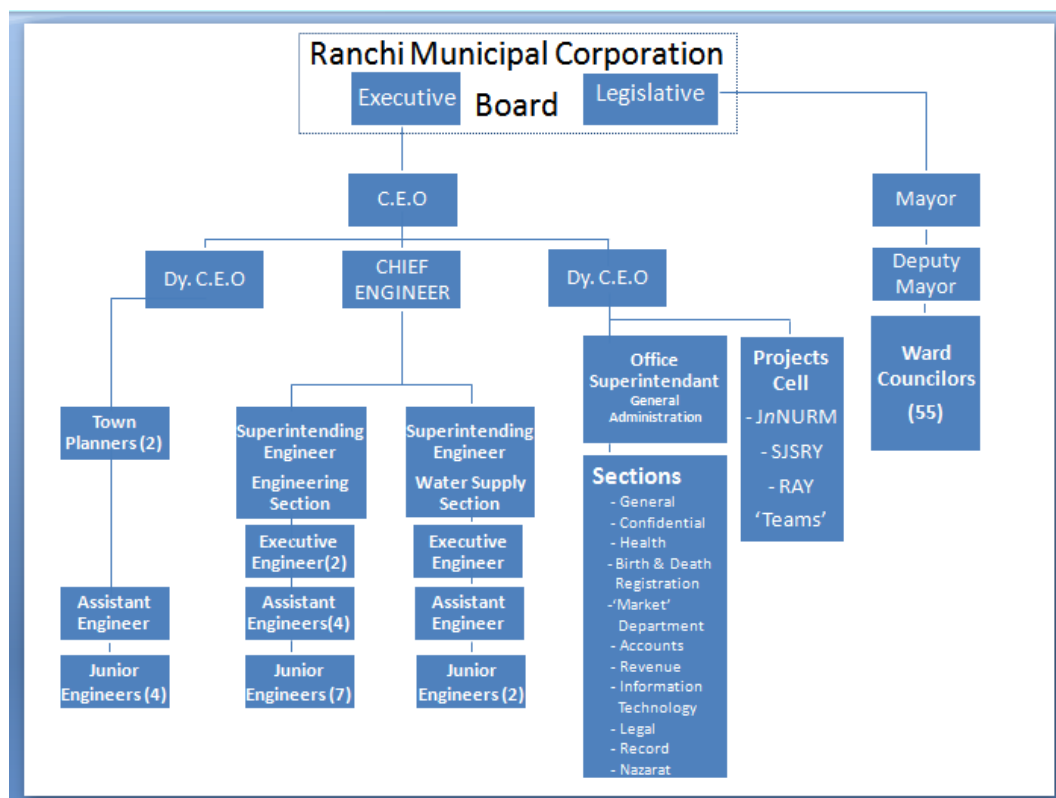 Ranchi Municipal Corporation
Board
Executive
Legislative
C.E.O
Mayor
Dy. C.E.O
CHIEF
ENGINEER
Dy. C.E.O
Deputy
Mayor
Office
Superintendant
General
Administration
Projects
Cell
- JnNURM
- SJSRY
- RAY
‘Teams’
Ward
Councilors
(55)
Town
Planners (2)
Superintending
Engineer
Engineering
Section
Superintending
Engineer
Water Supply
Section
Sections
- General
- Confidential
- Health
- Birth & Death
Registration
-‘Market’
Department
- Accounts
- Revenue
- Information
Technology
- Legal
- Record
- Nazarat
Executive
Engineer(2)
Executive
Engineer
Assistant
Engineer
Assistant
Engineers(4)
Assistant
Engineer
Junior
Engineers (4)
Junior
Engineers (7)
Junior
Engineers (2)